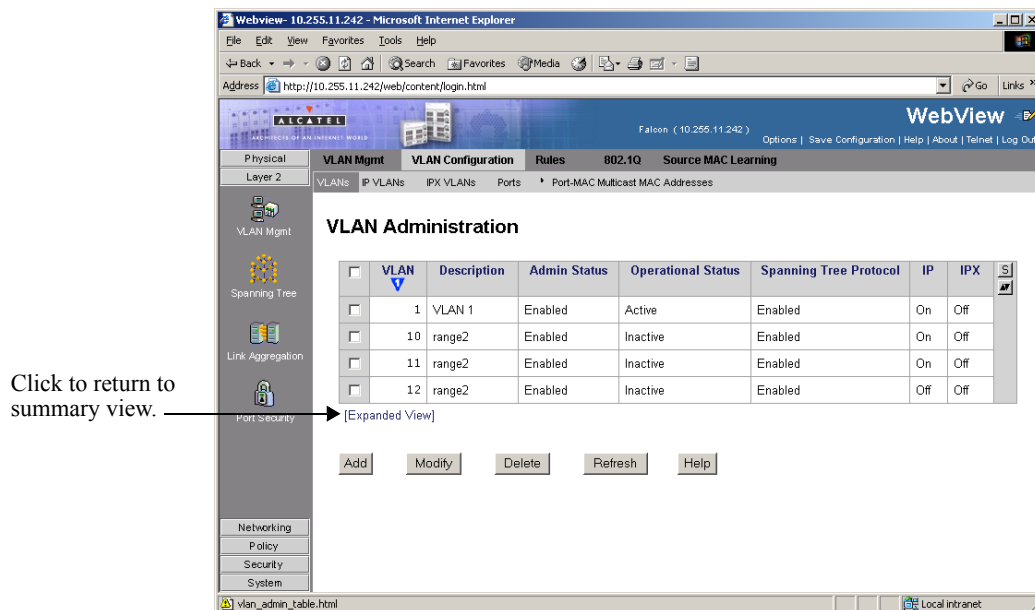 Webview- 10.255.11.242 - Microsoft Internet Explorer
File Edit View Favorites Tools Help
Back Search Favorites Media
Address http://10.255.11.242/web/content/login.html Go Links »
ALCATEL
ARCHITECTS OF AN INTERNET WORLD
WebView
Falcon ( 10.255.11.242 )
Options | Save Configuration | Help | About | Telnet | Log Out
Physical
Layer 2
VLAN Mgmt VLAN Configuration Rules 802.1Q Source MAC Learning
VLANs IP VLANs IPX VLANs Ports Port-MAC Multicast MAC Addresses
VLAN Mgmt
Spanning Tree
Link Aggregation
Port Security
VLAN Administration
VLAN Description Admin Status Operational Status Spanning Tree Protocol IP IPX S
1
1 VLAN 1 Enabled Active Enabled On Off
10 range2 Enabled Inactive Enabled On Off
11 range2 Enabled Inactive Enabled On Off
12 range2 Enabled Inactive Enabled Off Off
[Expanded View]
Click to return to
summary view.
Add Modify Delete Refresh Help
Networking
Policy
Security
System
vlan_admin_table.html Local intranet